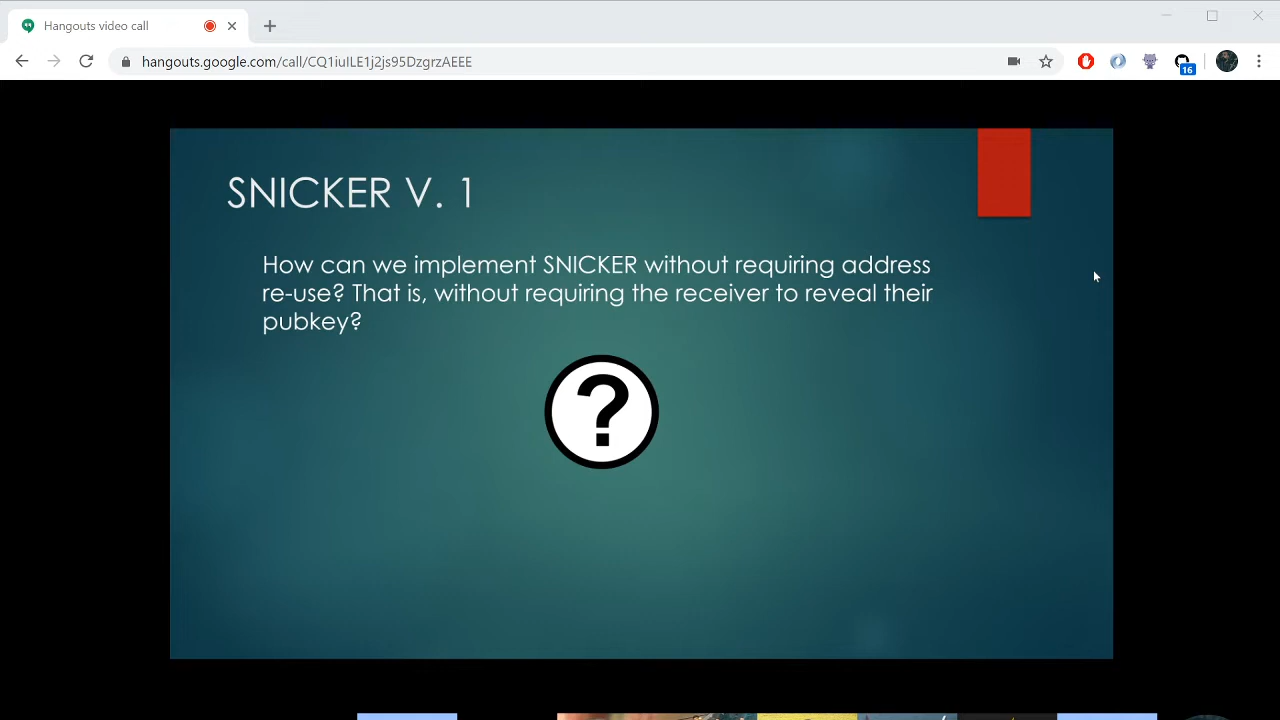 Hangouts video call
hangouts.google.com/call/CQ1iuILE1j2js95DzgrzAEEE
16
SNICKER V. 1
How can we implement SNICKER without requiring address
re-use? That is, without requiring the receiver to reveal their
pubkey?
?